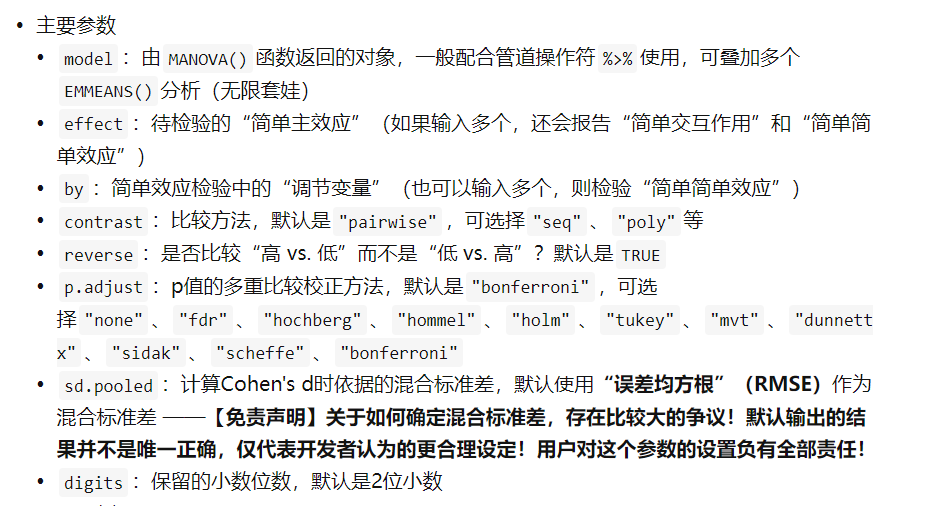 主要参数
model：由 MANOVA() 函数返回的对象，一般配合管道操作符 %>% 使用，可叠加多个
EMMEANS() 分析（无限套娃）
effect：待检验的“简单主效应”（如果输入多个，还会报告“简单交互作用”和“简单简
单效应”）
by：简单效应检验中的“调节变量”（也可以输入多个，则检验“简单简单效应”）
contrast：比较方法，默认是 "pairwise"，可选择 "seq"、 "poly" 等
reverse：是否比较“高 vs. 低”而不是“低 vs. 高”？默认是 TRUE
p.adjust：p值的多重比较校正方法，默认是 "bonferroni"，可选
择 "none"、 "fdr"、 "hochberg"、 "hommel"、 "holm"、 "tukey"、 "mvt"、 "dunnett
x"、 "sidak"、 "scheffe"、 "bonferroni"
sd.pooled：计算Cohen's d时依据的混合标准差，默认使用“误差均方根”（RMSE）作为
混合标准差 ——【免责声明】关于如何确定混合标准差，存在比较大的争议！默认输出的结
果并不是唯一正确，仅代表开发者认为的更合理设定！用户对这个参数的设置负有全部责任！
digits：保留的小数位数，默认是2位小数